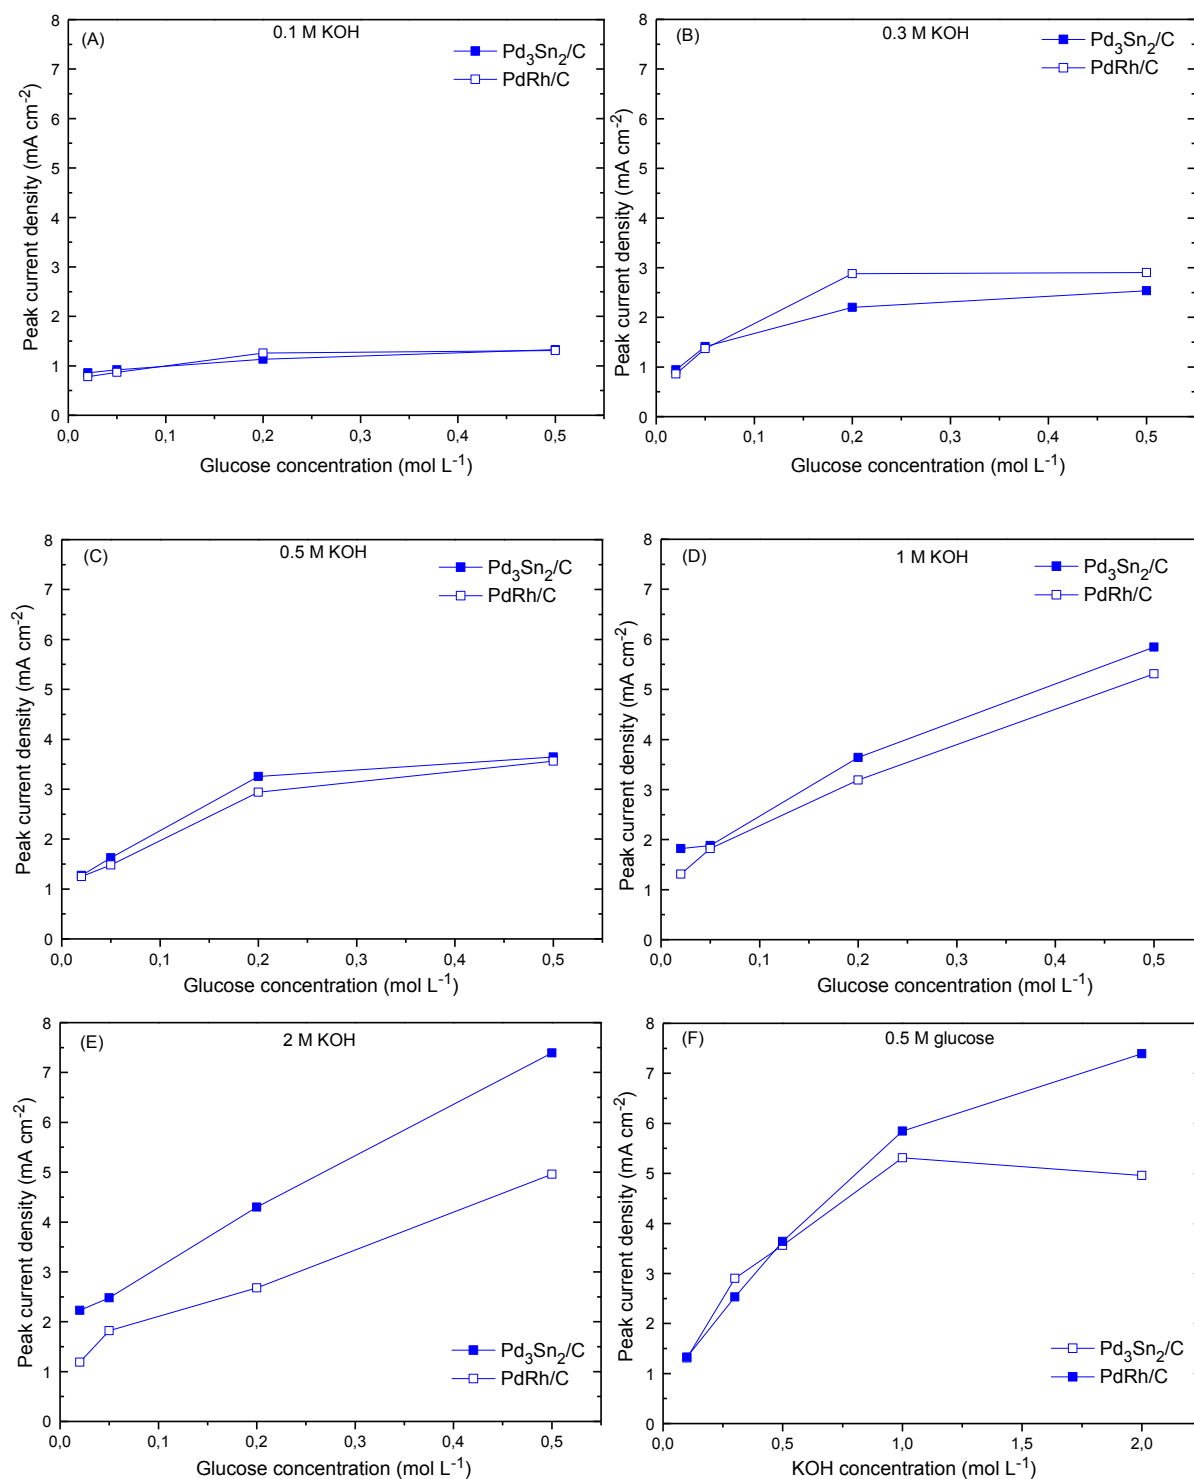 (A)
0.1 M KOH
Pd3Sn2/C
PdRh/C
Peak current density (mA cm-2)
8
7
6
5
4
3
2
1
0
0,0 0,1 0,2 0,3 0,4 0,5
Glucose concentration (mol L-1)
(B)
0.3 M KOH
Pd3Sn2/C
PdRh/C
Peak current density (mA cm-2)
8
7
6
5
4
3
2
1
0
0,0 0,1 0,2 0,3 0,4 0,5
Glucose concentration (mol L-1)
(C)
0.5 M KOH
Pd3Sn2/C
PdRh/C
Peak current density (mA cm-2)
8
7
6
5
4
3
2
1
0
0,0 0,1 0,2 0,3 0,4 0,5
Glucose concentration (mol L-1)
(D)
1 M KOH
Pd3Sn2/C
PdRh/C
Peak current density (mA cm-2)
8
7
6
5
4
3
2
1
0
0,0 0,1 0,2 0,3 0,4 0,5
Glucose concentration (mol L-1)
(E)
2 M KOH
Pd3Sn2/C
PdRh/C
Peak current density (mA cm-2)
8
7
6
5
4
3
2
1
0
0,0 0,1 0,2 0,3 0,4 0,5
Glucose concentration (mol L-1)
(F)
0.5 M glucose
Pd3Sn2/C
PdRh/C
Peak current density (mA cm-2)
8
7
6
5
4
3
2
1
0
0,0 0,5 1,0 1,5 2,0
KOH concentration (mol L-1)